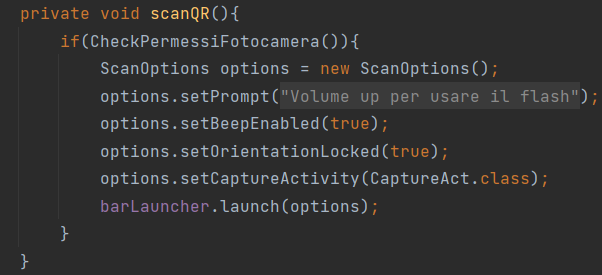 private void scanQR(){
if(CheckPermessiFotocamera()){
ScanOptions options = new ScanOptions();
options.setPrompt("Volume up per usare il flash");
options.setBeepEnabled(true);
options.setOrientationLocked(true);
options.setCaptureActivity(CaptureAct.class);
barLauncher.launch(options);
}
}